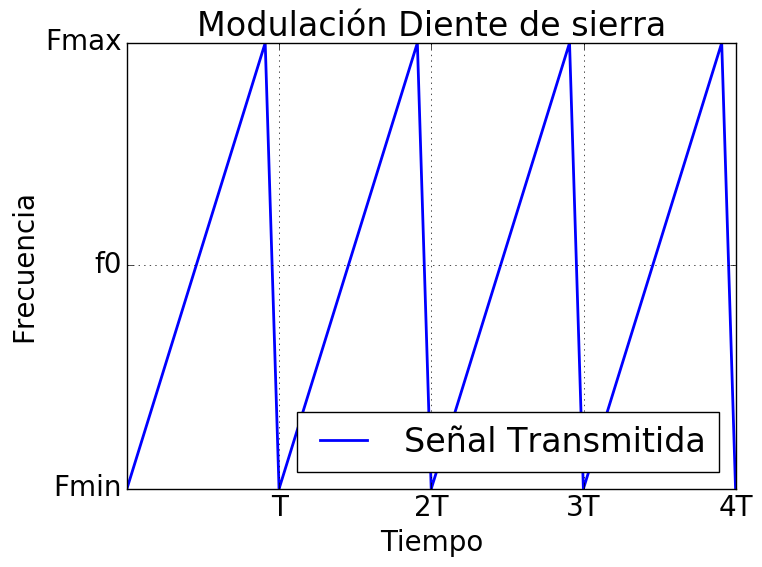 Modulación Diente de sierra
Fmax
f0
Fmin
Frecuencia
Señal Transmitida
T 2T 3T 4T
Tiempo